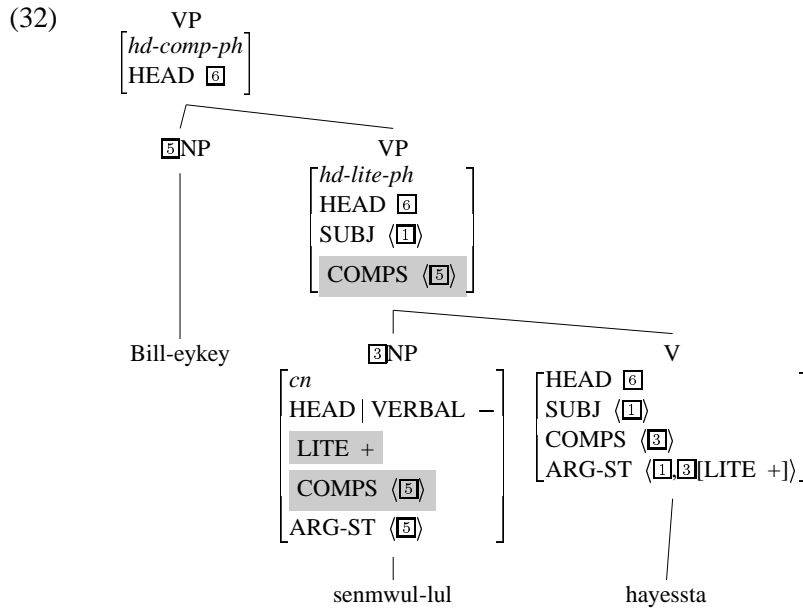 (32)
VP
[hd-comp-ph
HEAD 6]
5NP VP
[hd-lite-ph
HEAD 6
SUBJ ⟨1⟩
COMPS ⟨5⟩]
Bill-eykey 3NP V
[cn
HEAD | VERBAL −
LITE +
COMPS ⟨5⟩
ARG-ST ⟨5⟩]
[HEAD 6
SUBJ ⟨1⟩
COMPS ⟨3⟩
ARG-ST ⟨1,3[LITE +]⟩]
senmwul-lul hayessta